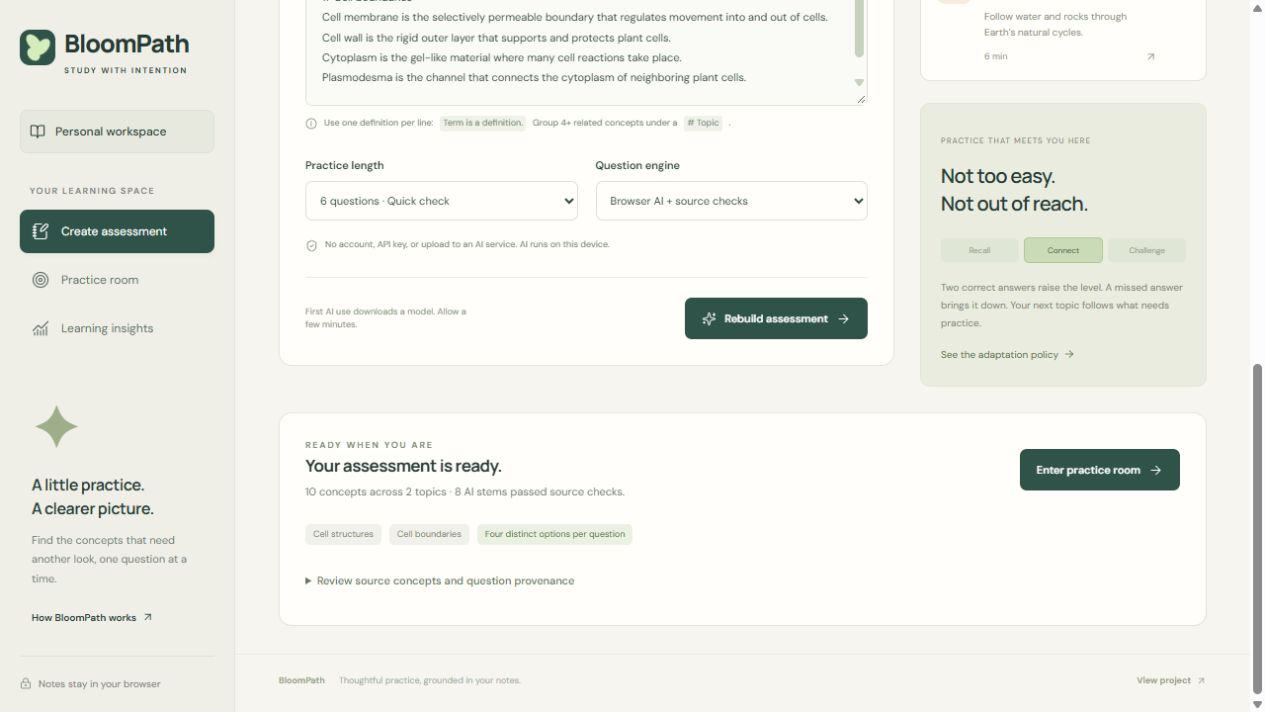 BloomPath
STUDY WITH INTENTION
Personal workspace
YOUR LEARNING SPACE
Create assessment
Practice room
Learning insights
A little practice.
A clearer picture.
Find the concepts that need
another look, one question at a
time.
How BloomPath works
Notes stay in your browser
Cell membrane is the selectively permeable boundary that regulates movement into and out of cells.
Cell wall is the rigid outer layer that supports and protects plant cells.
Cytoplasm is the gel-like material where many cell reactions take place.
Plasmodesma is the channel that connects the cytoplasm of neighboring plant cells.
Use one definition per line: Term is a definition. Group 4+ related concepts under a # Topic .
Practice length
Question engine
6 questions · Quick check
Browser AI + source checks
No account, API key, or upload to an AI service. AI runs on this device.
First AI use downloads a model. Allow a
few minutes.
Rebuild assessment
Follow water and rocks through
Earth's natural cycles.
6 min
PRACTICE THAT MEETS YOU HERE
Not too easy.
Not out of reach.
Recall
Connect
Challenge
Two correct answers raise the level. A missed answer
brings it down. Your next topic follows what needs
practice.
See the adaptation policy
READY WHEN YOU ARE
Your assessment is ready.
10 concepts across 2 topics · 8 AI stems passed source checks.
Enter practice room
Cell structures
Cell boundaries
Four distinct options per question
Review source concepts and question provenance
BloomPath
Thoughtful practice, grounded in your notes.
View project